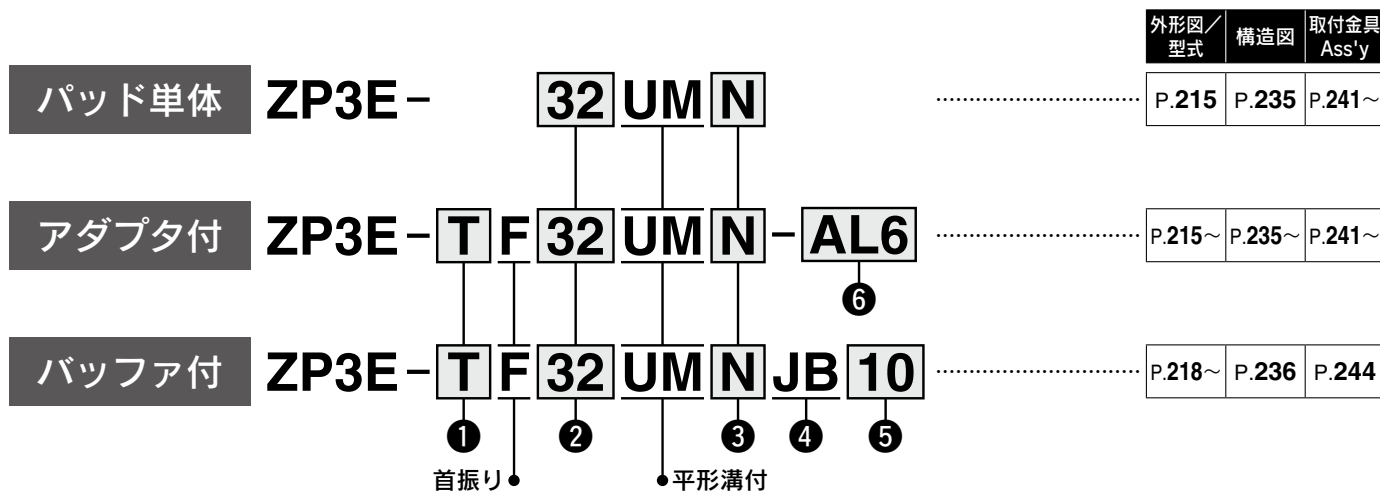 外形図／型式 構造図 取付金具Ass'y
パッド単体 ZP3E− 32 UM N P.215 P.235 P.241～
アダプタ付 ZP3E−T F 32 UM N−AL6 P.215～ P.235～ P.241～
❻
バッファ付 ZP3E−T F 32 UM N JB 10 P.218～ P.236 P.244
❶ ❷ ❸ ❹ ❺
首振り 平形溝付